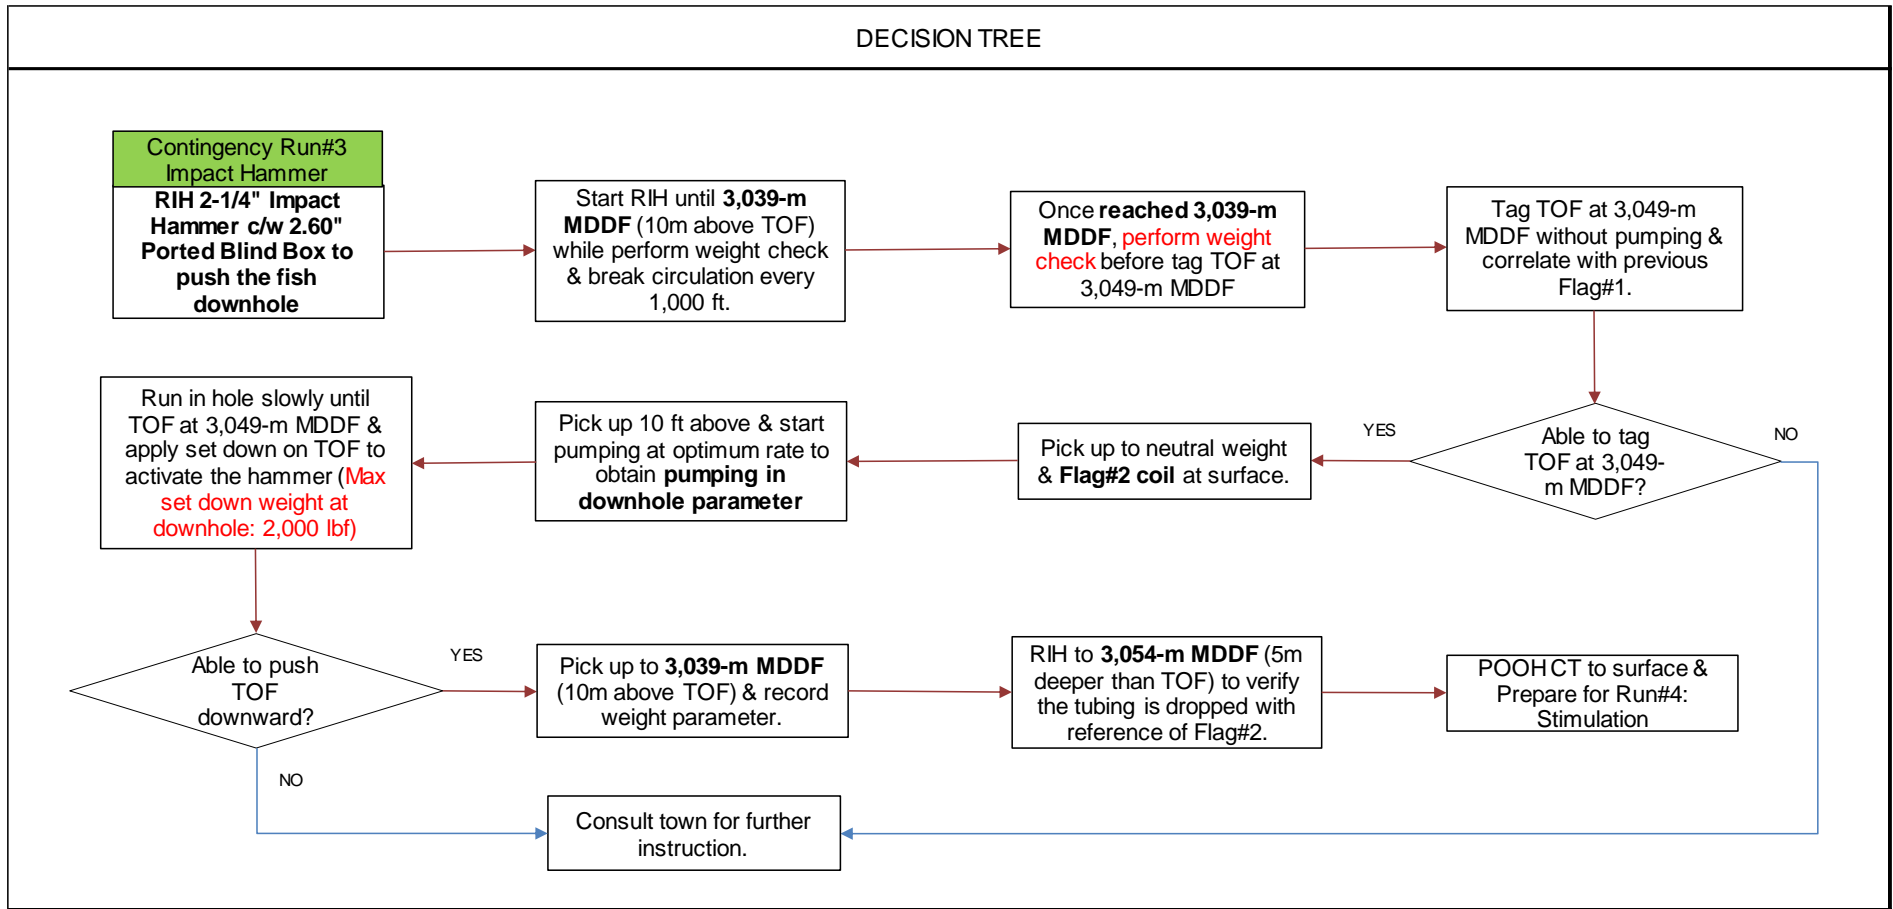 DECISION TREE
Contingency Run#3
Impact Hammer
RIH 2-1/4" Impact
Hammer c/w 2.60"
Ported Blind Box to
push the fish
downhole
Start RIH until 3,039-m
MDDF (10m above TOF)
while perform weight check
& break circulation every
1,000 ft.
Once reached 3,039-m
MDDF, perform weight
check before tag TOF at
3,049-m MDDF
Tag TOF at 3,049-m
MDDF without pumping &
correlate with previous
Flag#1.
Able to tag
TOF at 3,049-
m MDDF?
YES
NO
Pick up to neutral weight
& Flag#2 coil at surface.
Pick up 10 ft above & start
pumping at optimum rate to
obtain pumping in
downhole parameter
Run in hole slowly until
TOF at 3,049-m MDDF &
apply set down on TOF to
activate the hammer (Max
set down weight at
downhole: 2,000 lbf)
Able to push
TOF
downward?
YES
NO
Pick up to 3,039-m MDDF
(10m above TOF) & record
weight parameter.
RIH to 3,054-m MDDF (5m
deeper than TOF) to verify
the tubing is dropped with
reference of Flag#2.
POOH CT to surface &
Prepare for Run#4:
Stimulation
Consult town for further
instruction.